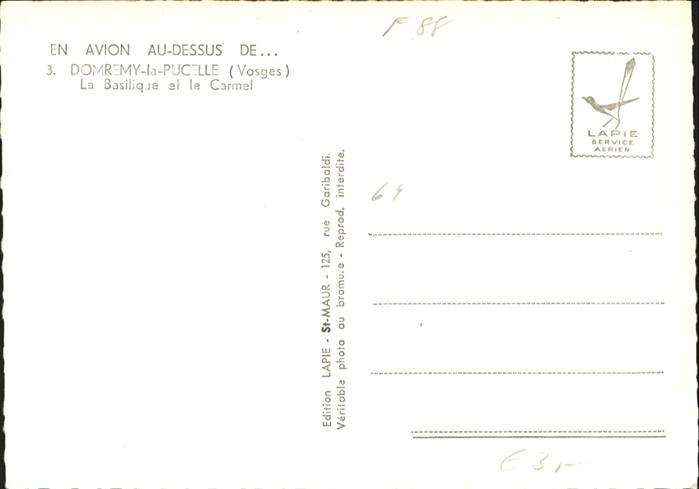 F 88
EN AVION AU-DESSUS DE...
3. DOMREMY-la-PUCELLE (Vosges)
La Basilique et le Carmel
LAPIE
SERVICE
AERIEN
64
Edition LAPIE - St-MAUR - 125, rue Garibaldi.
Véritable photo au bromure - Reprod. interdite.
€3,-